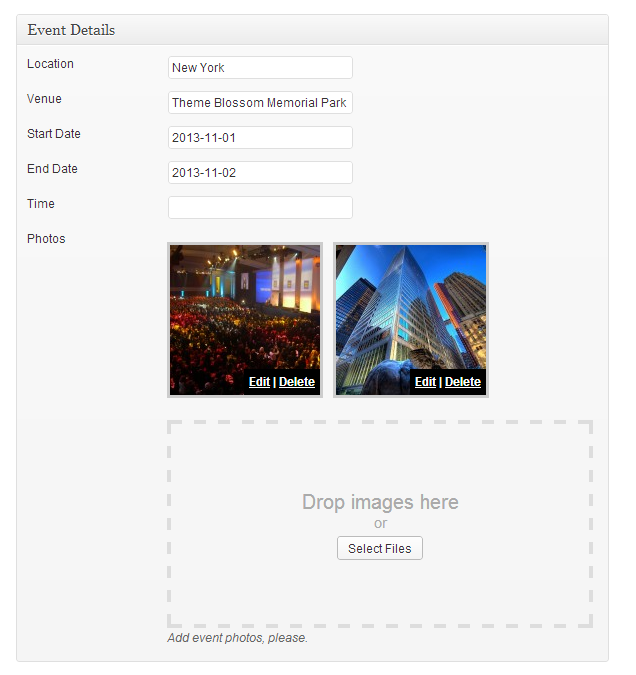 Event Details
Location
New York
Venue
Theme Blossom Memorial Park
Start Date
2013-11-01
End Date
2013-11-02
Time
Photos
Edit | Delete
Edit | Delete
Drop images here
or
Select Files
Add event photos, please.